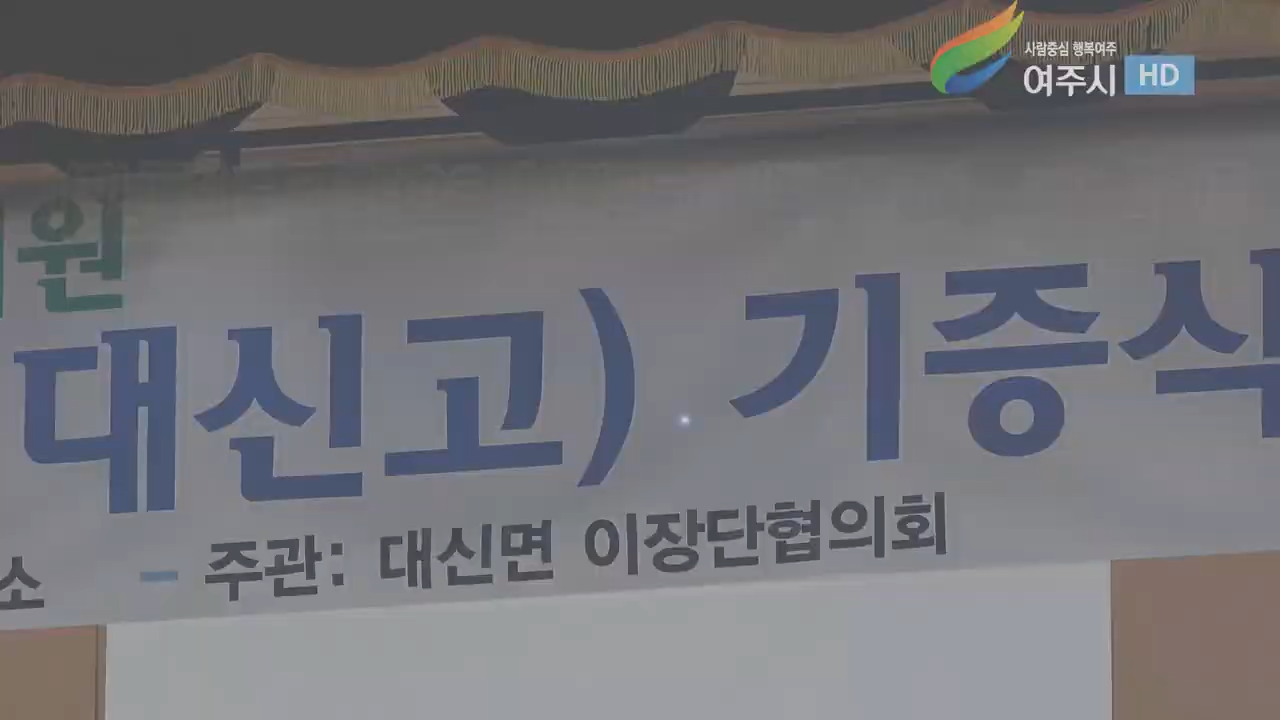 사람중심 행복여주
여주시 HD
원
대신고) 기증식
소 - 주관: 대신면 이장단협의회